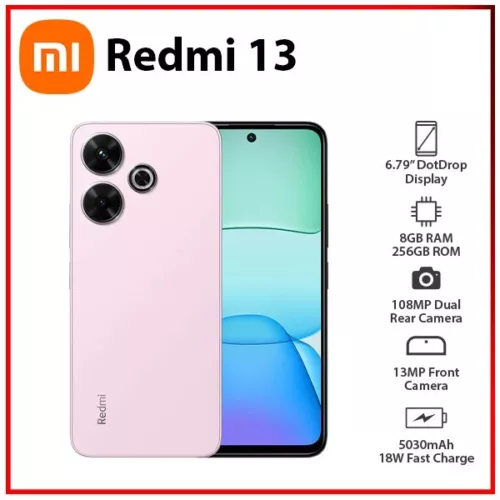 mi Redmi 13
6.79” DotDrop
Display
8GB RAM
256GB ROM
108MP Dual
Rear Camera
13MP Front
Camera
5030mAh
18W Fast Charge
Redmi